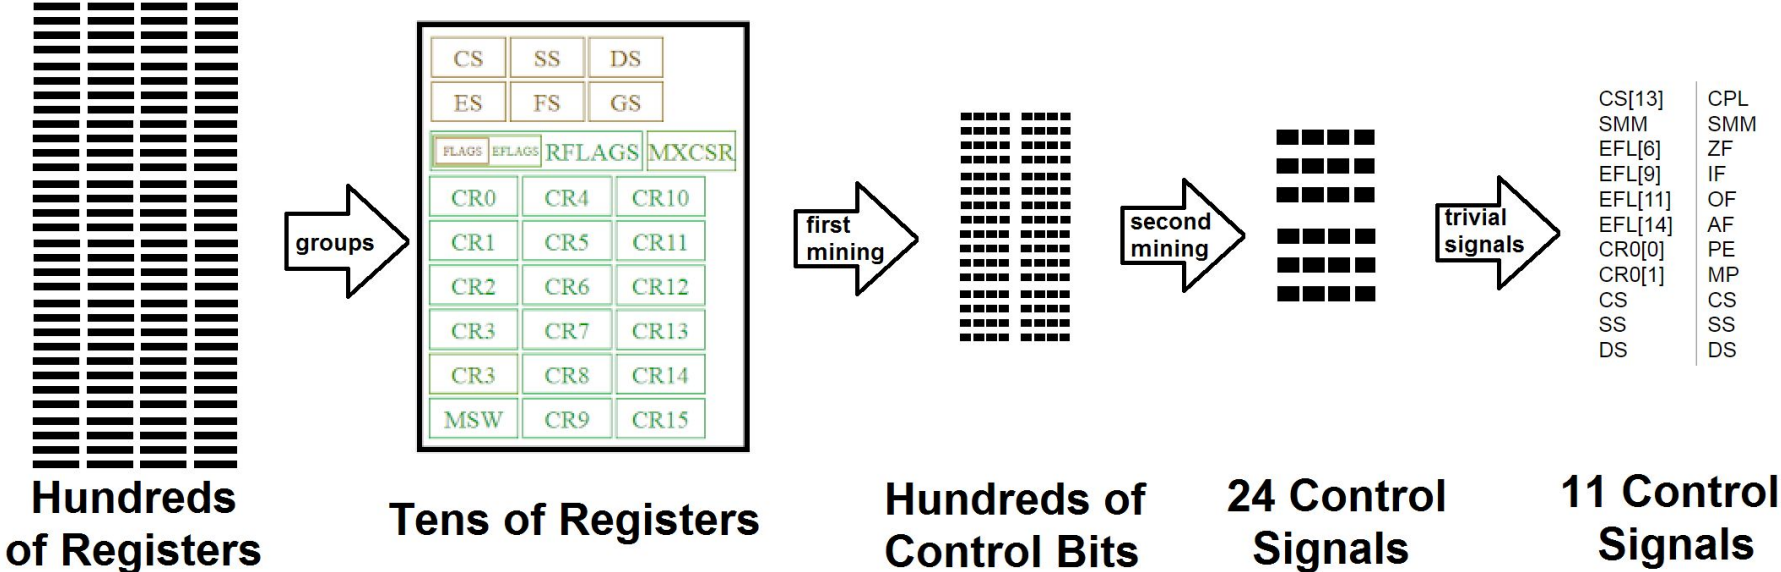 CS SS DS
ES FS GS
FLAGS EFLAGS RFLAGS MXCSR
CR0 CR4 CR10
CR1 CR5 CR11
CR2 CR6 CR12
CR3 CR7 CR13
CR3 CR8 CR14
MSW CR9 CR15
groups
first
mining
second
mining
trivial
signals
CS[13] CPL
SMM SMM
EFL[6] ZF
EFL[9] IF
EFL[11] OF
EFL[14] AF
CR0[0] PE
CR0[1] MP
CS CS
SS SS
DS DS
Hundreds
of Registers
Tens of Registers
Hundreds of
Control Bits
24 Control
Signals
11 Control
Signals